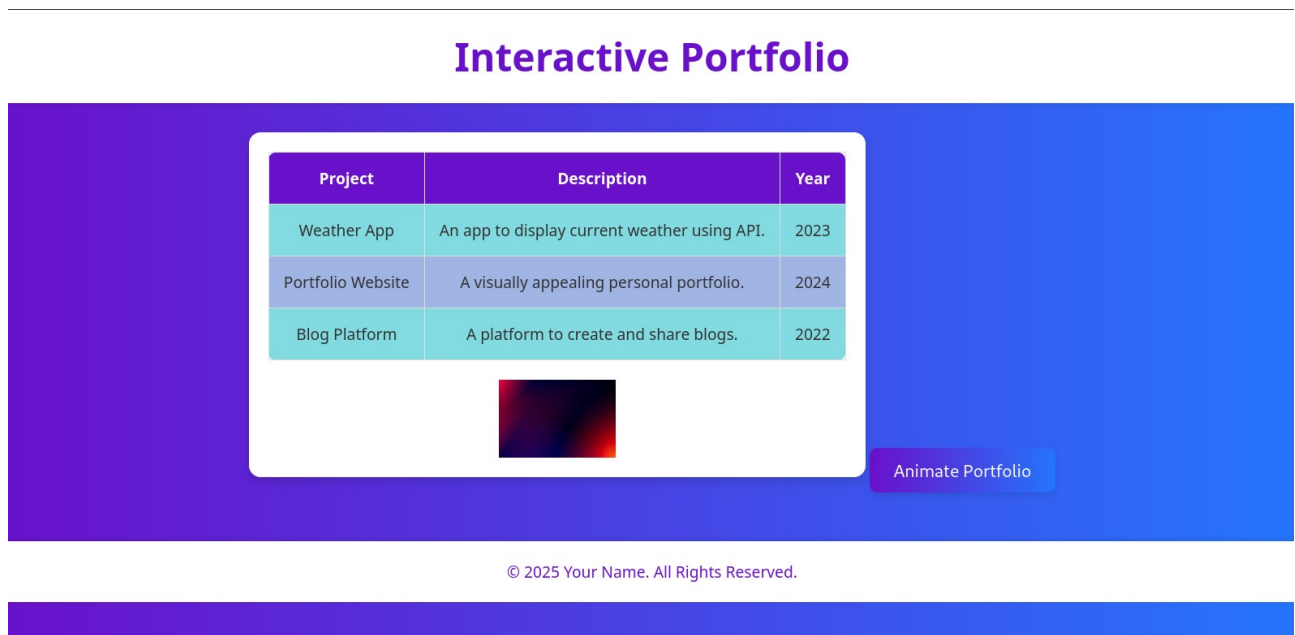 Interactive Portfolio
Project Description Year
Weather App An app to display current weather using API. 2023
Portfolio Website A visually appealing personal portfolio. 2024
Blog Platform A platform to create and share blogs. 2022
Animate Portfolio
© 2025 Your Name. All Rights Reserved.